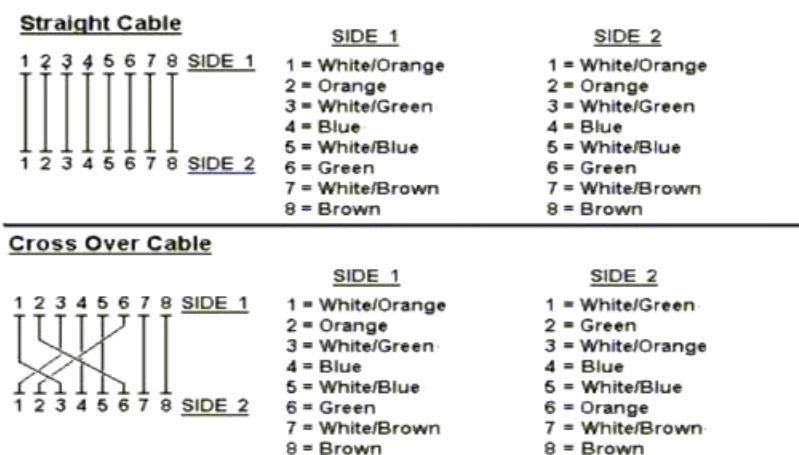 Straight Cable
1 2 3 4 5 6 7 8 SIDE 1
1 2 3 4 5 6 7 8 SIDE 2
SIDE 1
1 = White/Orange
2 = Orange
3 = White/Green
4 = Blue
5 = White/Blue
6 = Green
7 = White/Brown
8 = Brown
SIDE 2
1 = White/Orange
2 = Orange
3 = White/Green
4 = Blue
5 = White/Blue
6 = Green
7 = White/Brown
8 = Brown
Cross Over Cable
1 2 3 4 5 6 7 8 SIDE 1
1 2 3 4 5 6 7 8 SIDE 2
SIDE 1
1 = White/Orange
2 = Orange
3 = White/Green
4 = Blue
5 = White/Blue
6 = Green
7 = White/Brown
8 = Brown
SIDE 2
1 = White/Green
2 = Green
3 = White/Orange
4 = Blue
5 = White/Blue
6 = Orange
7 = White/Brown
8 = Brown